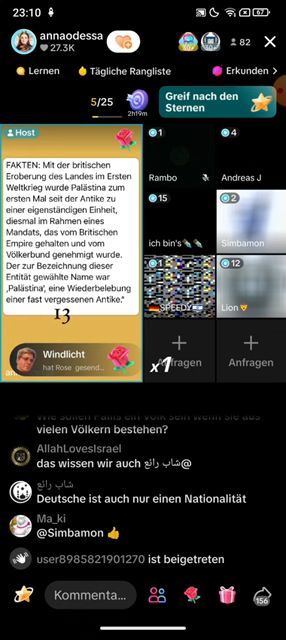 23:10
67
annaodessa
27.3K
82
Lernen
Tägliche Rangliste
Erkunden >
5/25
2h19m
Greif nach den
Sternen
Host
FAKTEN: Mit der britischen
Eroberung des Landes im Ersten
Weltkrieg wurde Palästina zum
ersten Mal seit der Antike zu
einer eigenständigen Einheit,
diesmal im Rahmen eines
Mandats, das vom Britischen
Empire gehalten und vom
Völkerbund genehmigt wurde.
Der zur Bezeichnung dieser
Entität gewählte Name war
„Palästina', eine Wiederbelebung
einer fast vergessenen Antike."
13
1
Rambo
4
Andreas J
15
ich bin's
2
Simbamon
1
SPEEDY
12
Lion
Windlicht
hat Rose gesend...
x1
Anfragen
Anfragen
Wie sollen Pallis ein Volk sein wenn sie aus
vielen Völkern bestehen?
AllahLovesIsrael
das wissen wir auch شاب رائع@
شاب رائع
Deutsche ist auch nur einen Nationalität
Ma_ki
@Simbamon 👍
user8985821901270 ist beigetreten
Kommenta...
156